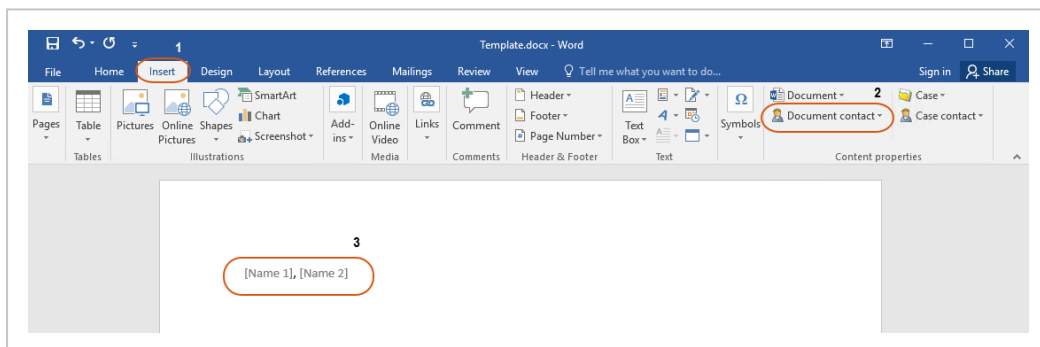 1
Template.docx - Word
File Home Insert Design Layout References Mailings Review View Tell me what you want to do... Sign in Share
Pages
Table
Pictures
Online
Pictures
Shapes
SmartArt
Chart
Screenshot
Add-
ins
Online
Video
Links
Comment
Header
Footer
Page Number
Text
Box
Symbols
Document 2
Document contact
Case
Case contact
Tables Illustrations Media Comments Header & Footer Text Content properties
3
[Name 1], [Name 2]